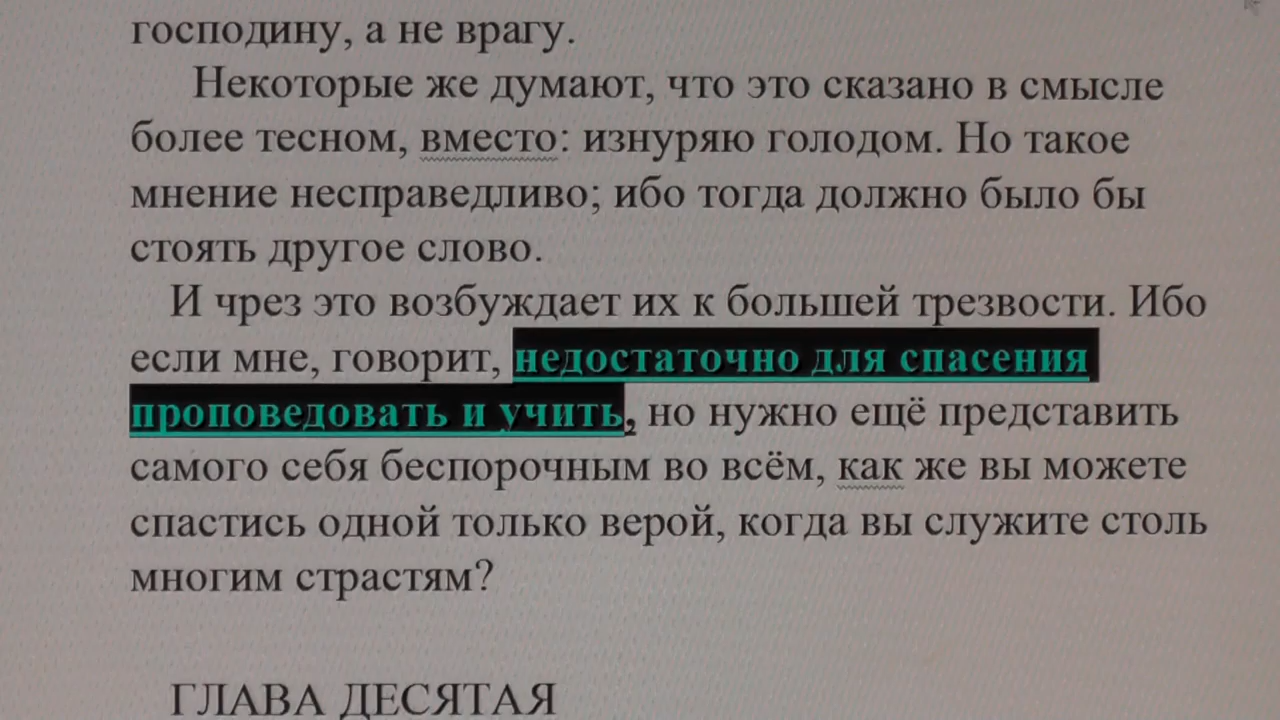 господину, а не врагу.
Некоторые же думают, что это сказано в смысле
более тесном, вместо: изнуряю голодом. Но такое
мнение несправедливо; ибо тогда должно было бы
стоять другое слово.
И чрез это возбуждает их к большей трезвости. Ибо
если мне, говорит, недостаточно для спасения
проповедовать и учить, но нужно ещё представить
самого себя беспорочным во всём, как же вы можете
спастись одной только верой, когда вы служите столь
многим страстям?
ГЛАВА ДЕСЯТАЯ